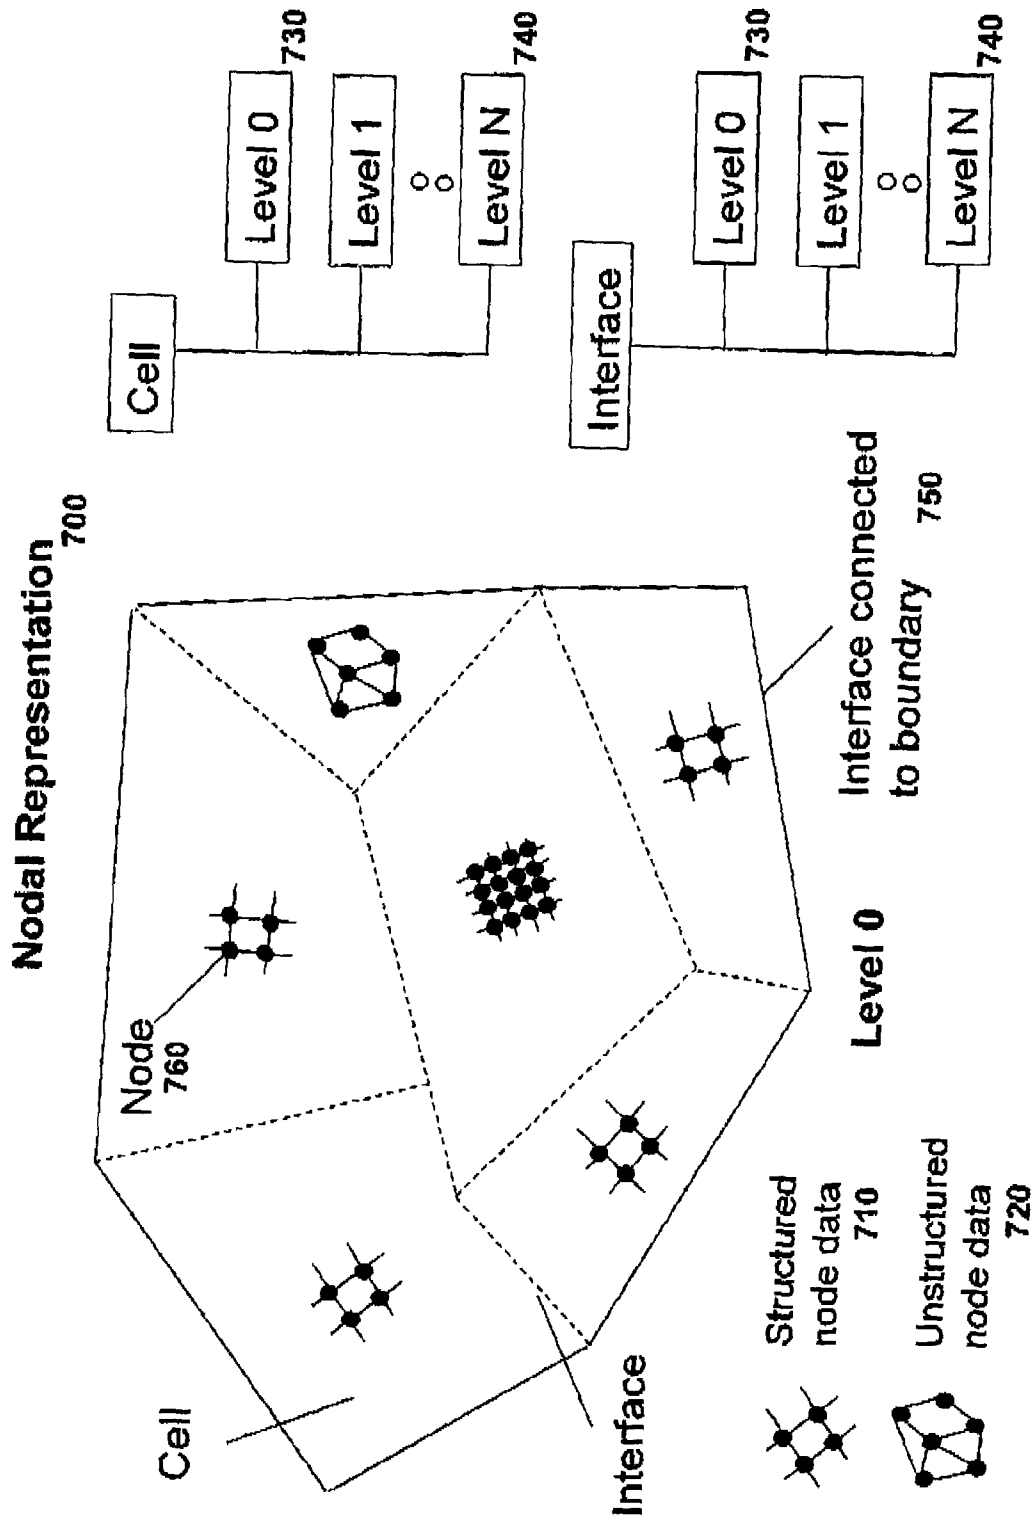 Nodal Representation
700
Node
760
Cell
Interface
Level 0
Interface connected
to boundary
750
Structured
node data
710
Unstructured
node data
720
Cell
Level 0
730
Level 1
Level N
740
Interface
Level 0
730
Level 1
Level N
740